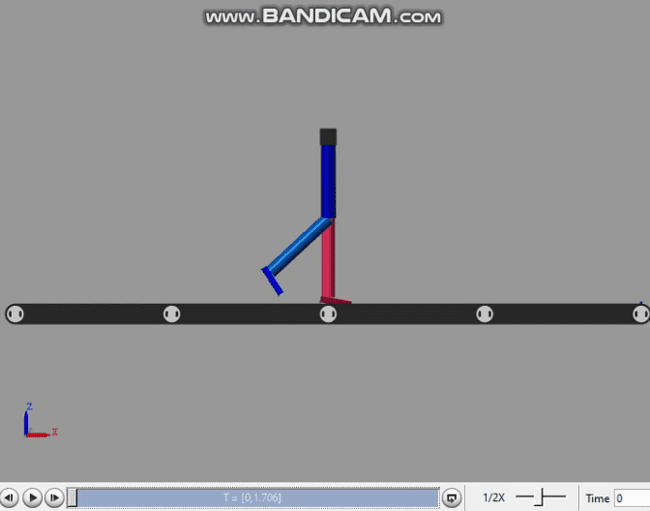 www.BANDICAM.com
Z
X
T = [0,1.706]
1/2X
Time 0